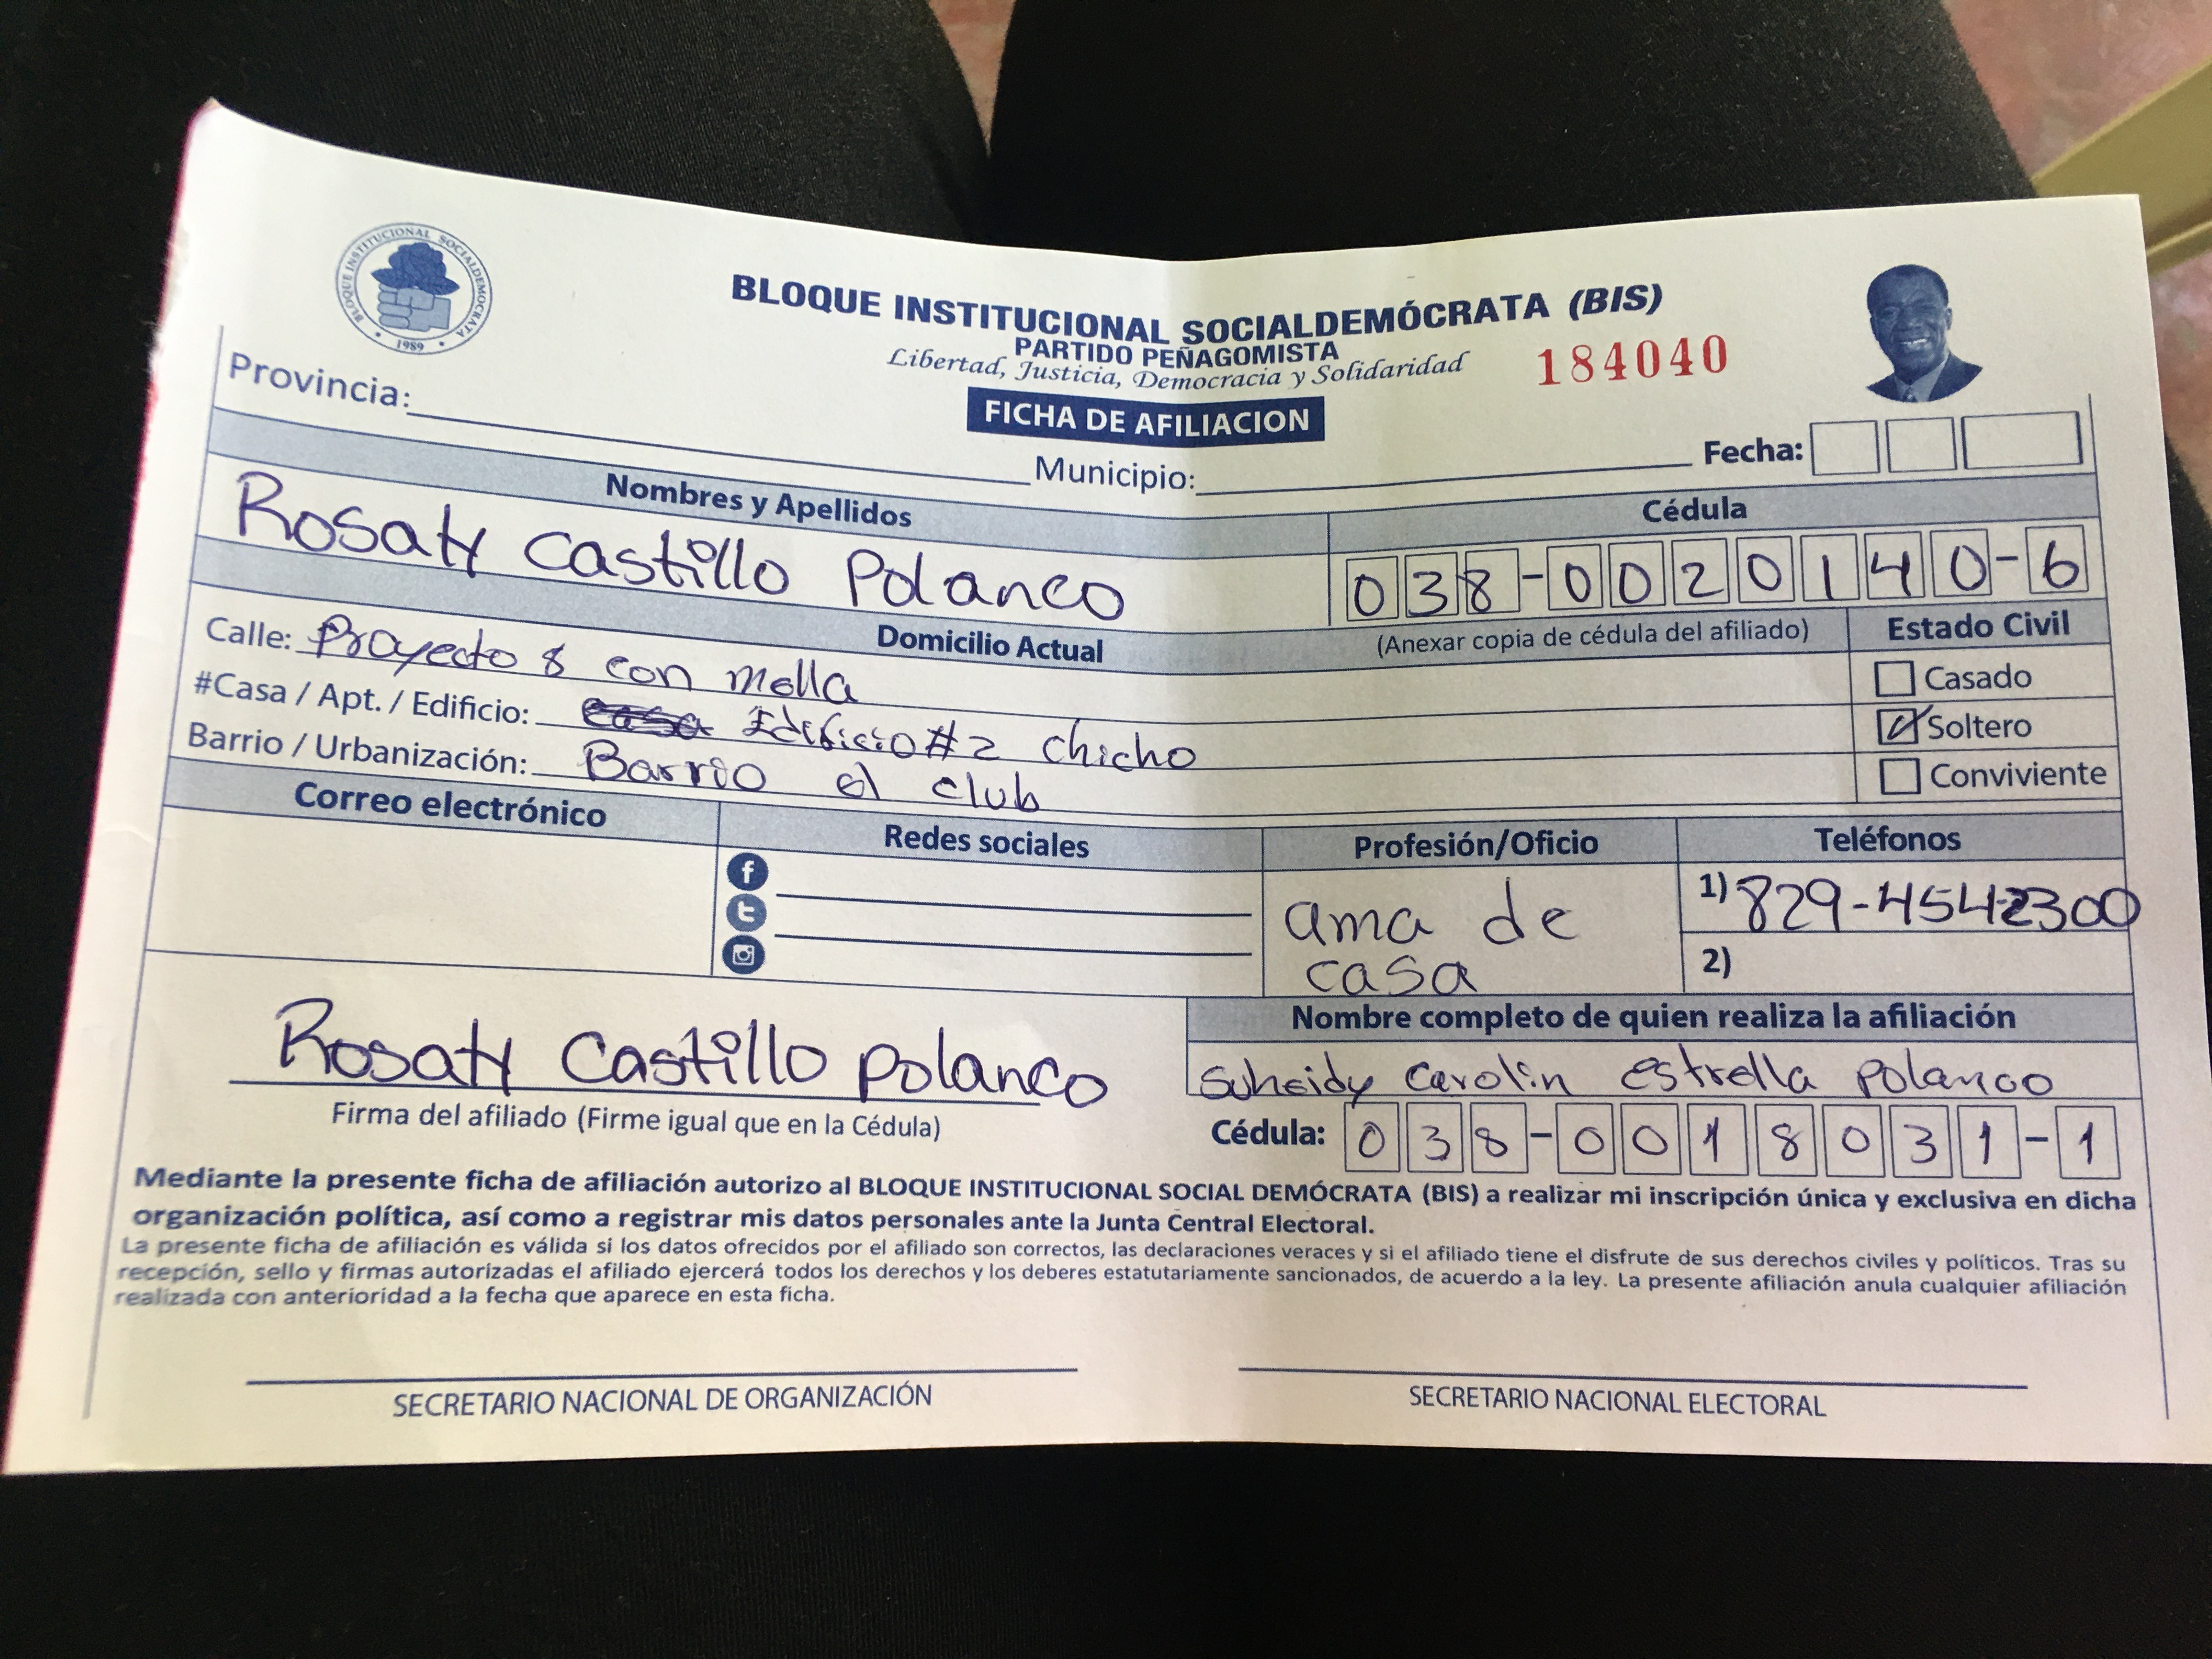 BLOQUE INSTITUCIONAL SOCIALDEMOCRATA
1989
BLOQUE INSTITUCIONAL SOCIALDEMÓCRATA (BIS)
PARTIDO PEÑAGOMISTA
Libertad, Justicia, Democracia y Solidaridad
184040
FICHA DE AFILIACION
Provincia: Municipio: Fecha:
Nombres y Apellidos
Cédula
Rosaty Castillo Polanco
038-0020140-6
Domicilio Actual
(Anexar copia de cédula del afiliado)
Estado Civil
Calle: Proyecto 8 con mella
Casado
#Casa / Apt. / Edificio: casa Edificio #2 chicho
Soltero
Barrio / Urbanización: Barrio el club
Conviviente
Correo electrónico
Redes sociales
Profesión/Oficio
Teléfonos
ama de
casa
1) 829-454-2300
2)
Rosaty Castillo polanco
Firma del afiliado (Firme igual que en la Cédula)
Nombre completo de quien realiza la afiliación
Suheidy Carolin Estrella polanco
Cédula: 038-0018031-1
Mediante la presente ficha de afiliación autorizo al BLOQUE INSTITUCIONAL SOCIAL DEMÓCRATA (BIS) a realizar mi inscripción única y exclusiva en dicha
organización política, así como a registrar mis datos personales ante la Junta Central Electoral.
La presente ficha de afiliación es válida si los datos ofrecidos por el afiliado son correctos, las declaraciones veraces y si el afiliado tiene el disfrute de sus derechos civiles y políticos. Tras su
recepción, sello y firmas autorizadas el afiliado ejercerá todos los derechos y los deberes estatutariamente sancionados, de acuerdo a la ley. La presente afiliación anula cualquier afiliación
realizada con anterioridad a la fecha que aparece en esta ficha.
SECRETARIO NACIONAL DE ORGANIZACIÓN
SECRETARIO NACIONAL ELECTORAL